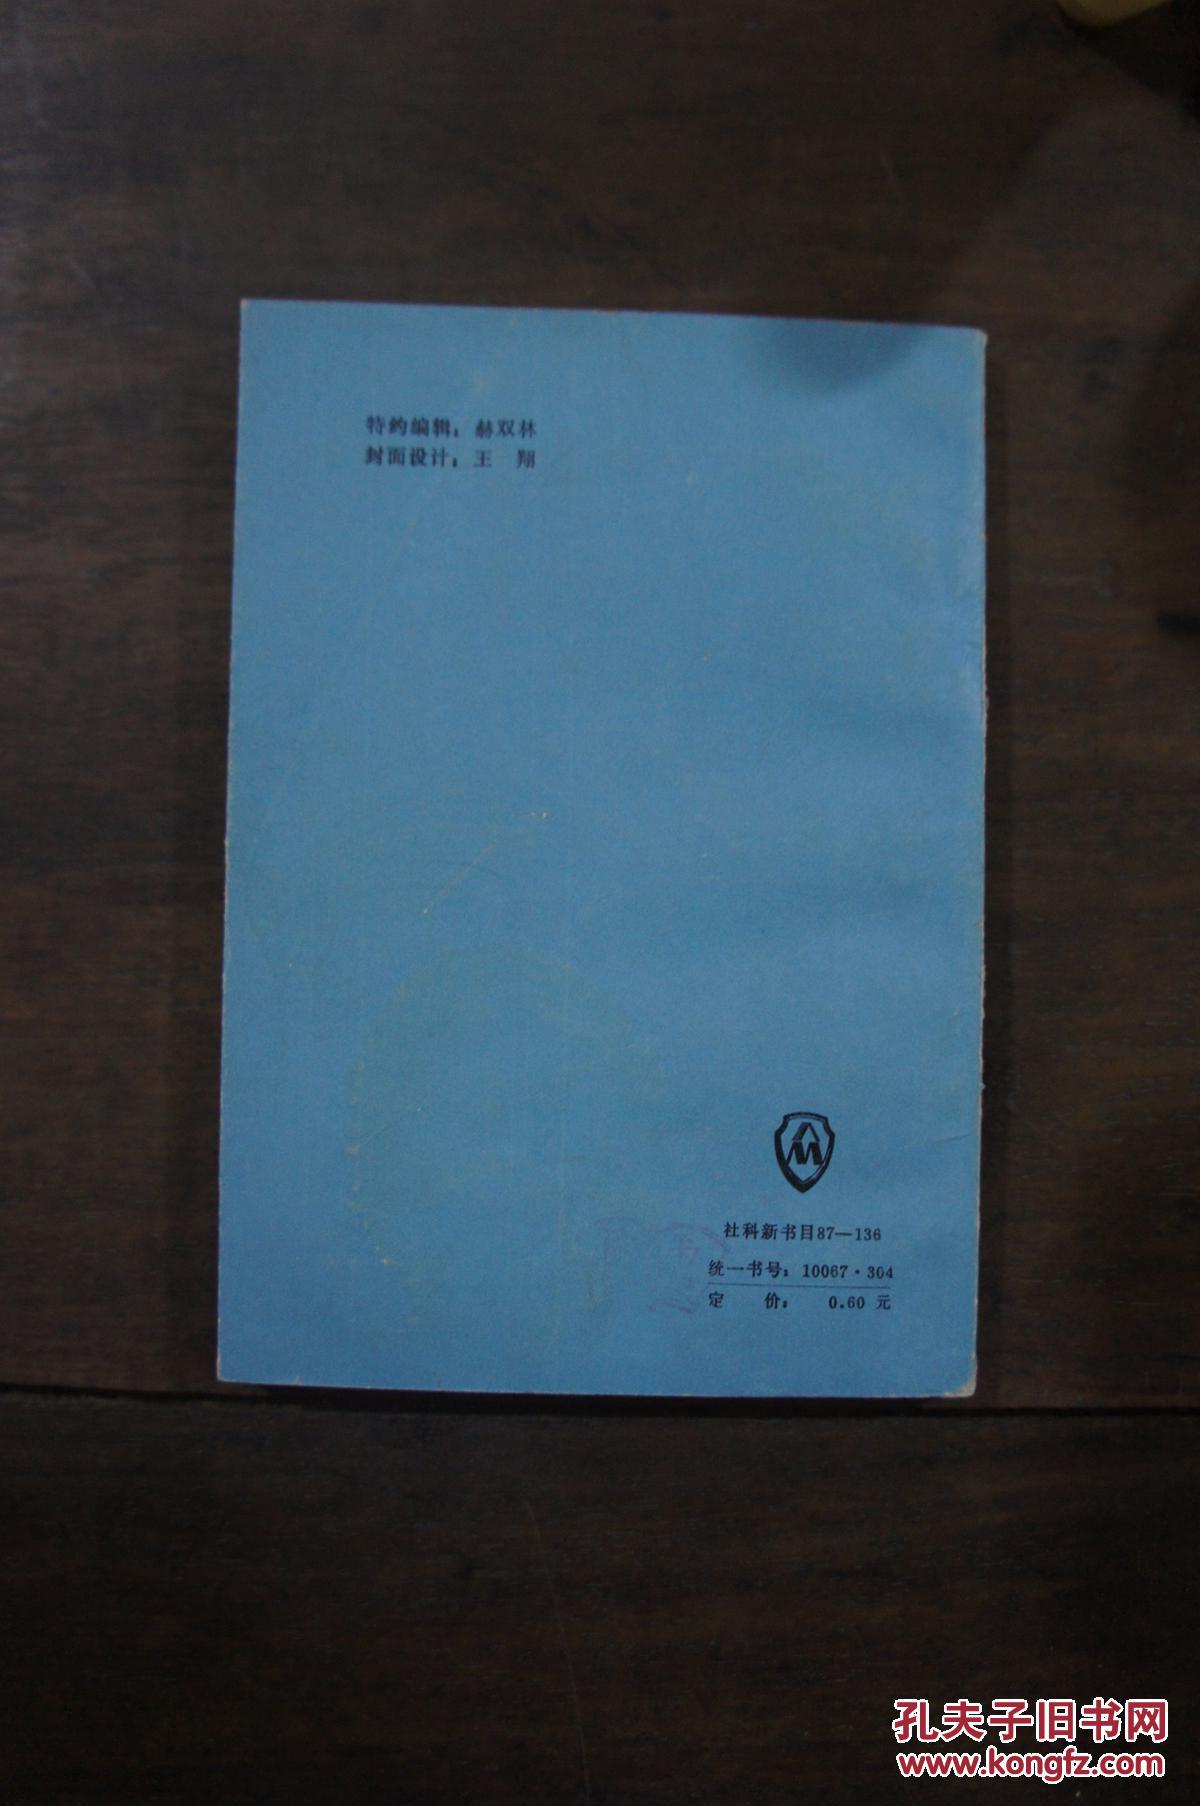 特约编辑：赫双林
封面设计：王 翔
社科新书目87—136
统一书号：10067·304
定 价： 0.60 元
孔夫子旧书网
www.kongfz.com